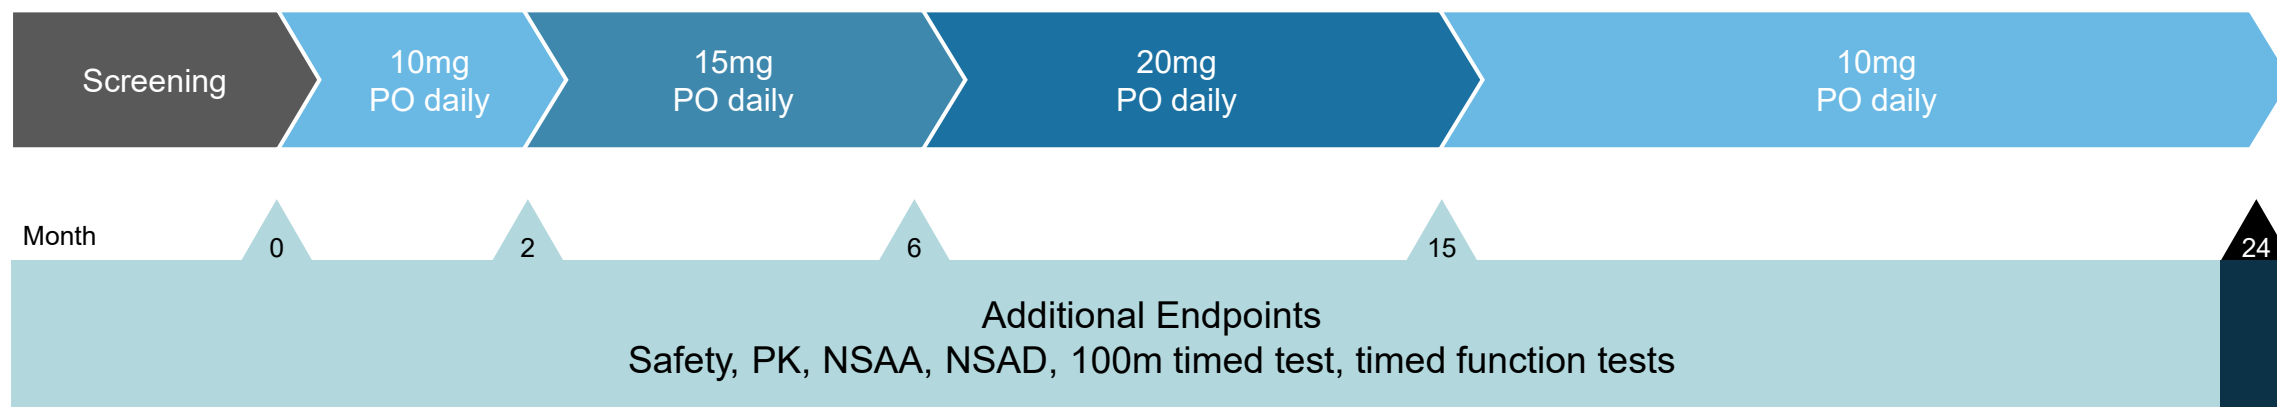 Screening
10mg
PO daily
15mg
PO daily
20mg
PO daily
10mg
PO daily
Month
0
2
6
15
24
Additional Endpoints
Safety, PK, NSAA, NSAD, 100m timed test, timed function tests